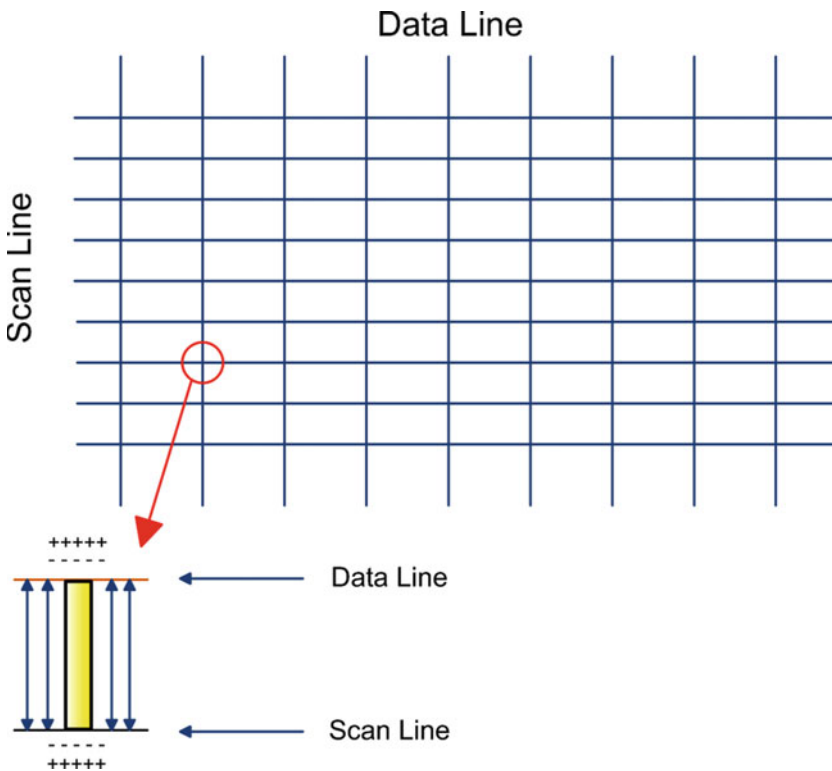 Data Line
Scan Line
+++++
- - - - -
Data Line
Scan Line
- - - - -
+++++